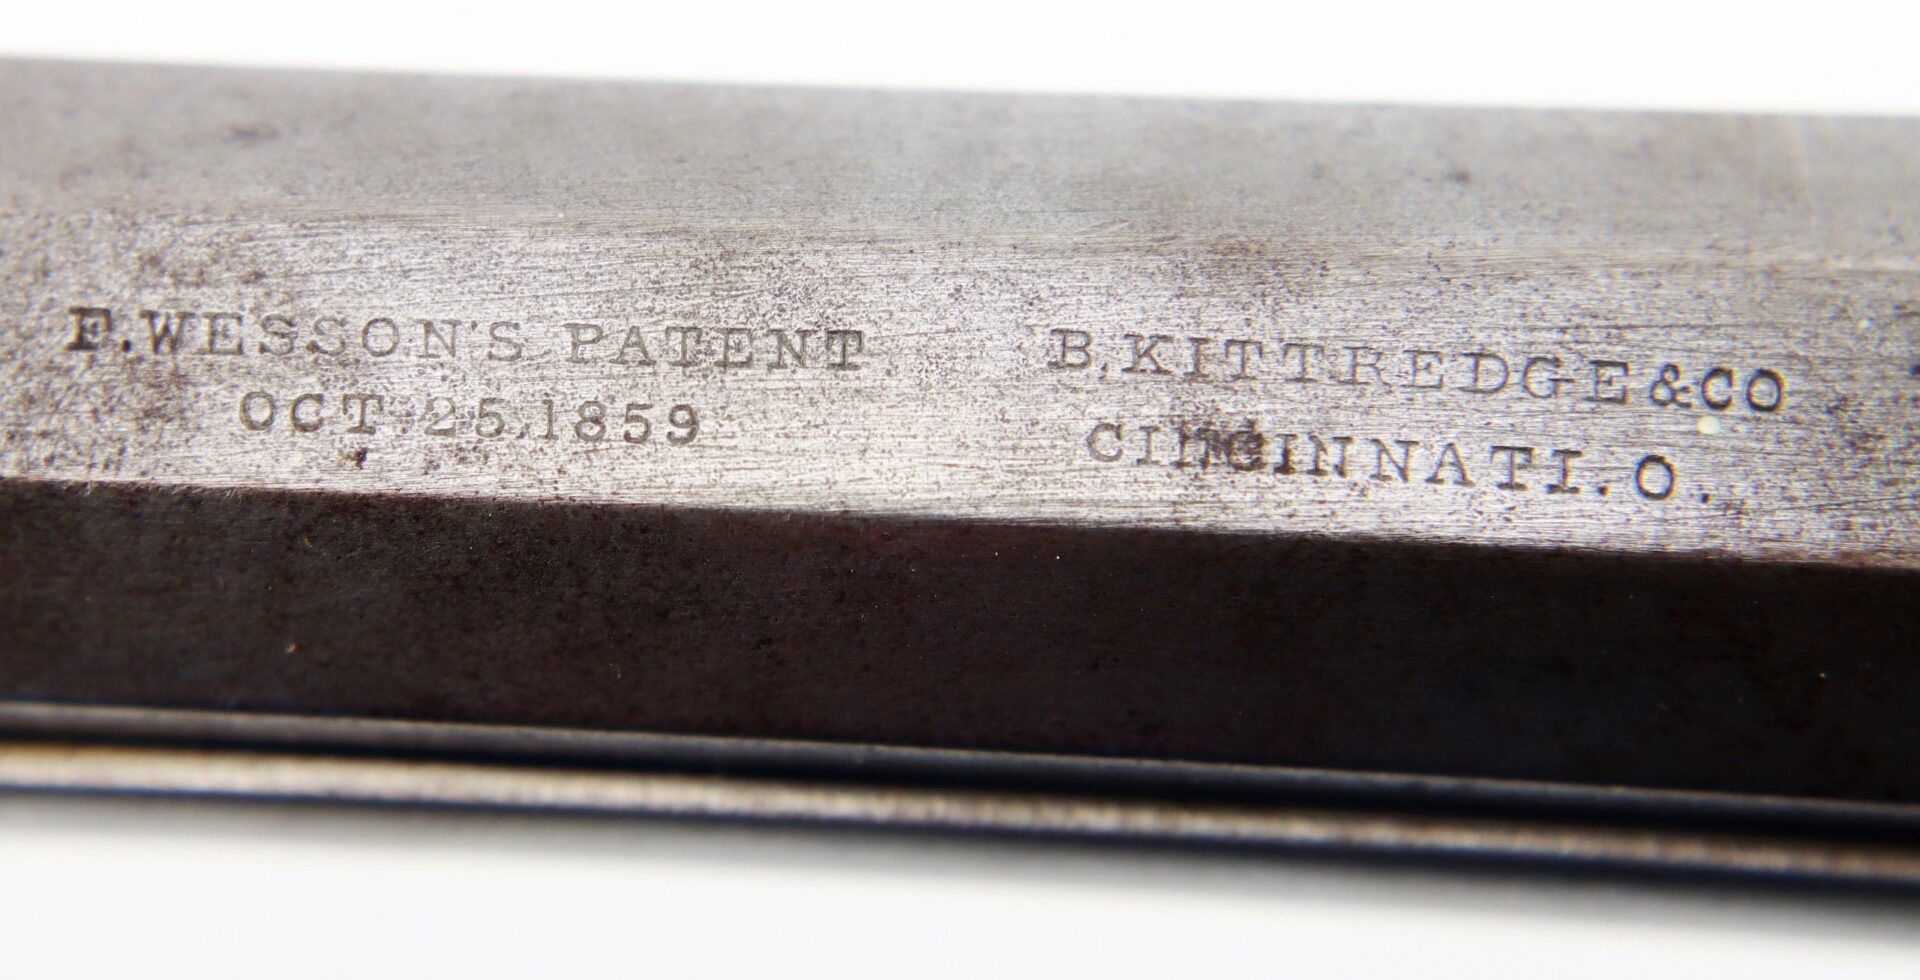 F.WESSON'S PATENT
OCT.25.1859
B.KITTREDGE&CO
CINCINNATI.O.